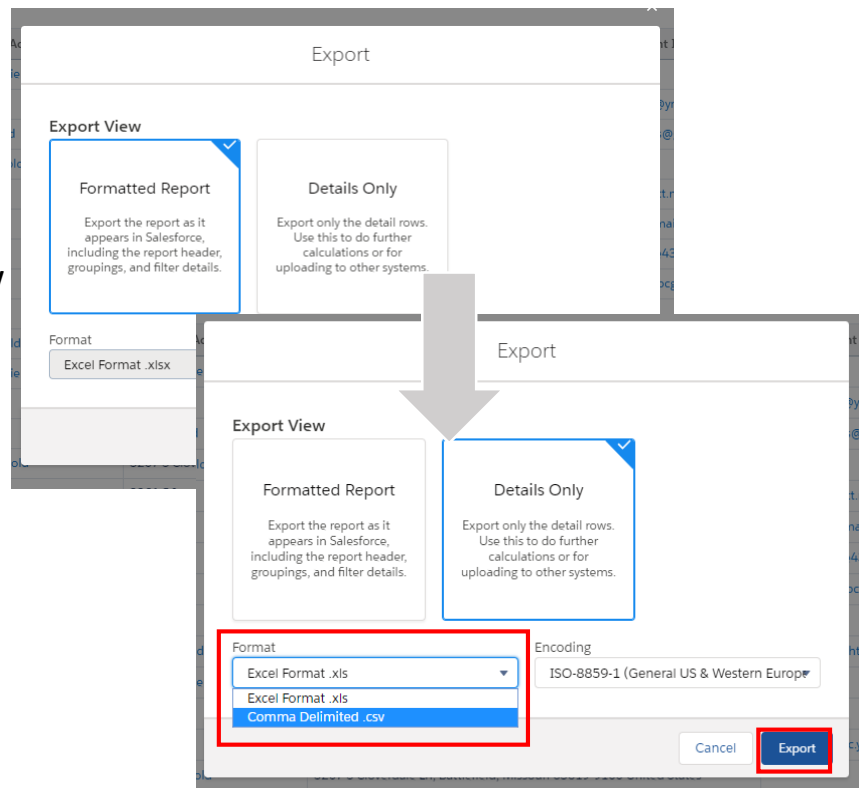 Export
Export View
Formatted Report
Export the report as it
appears in Salesforce,
including the report header,
groupings, and filter details.
Details Only
Export only the detail rows.
Use this to do further
calculations or for
uploading to other systems.
Format
Excel Format .xlsx
Export
Export View
Formatted Report
Export the report as it
appears in Salesforce,
including the report header,
groupings, and filter details.
Details Only
Export only the detail rows.
Use this to do further
calculations or for
uploading to other systems.
Format
Excel Format .xls
Excel Format .xls
Comma Delimited .csv
Encoding
ISO-8859-1 (General US & Western Europe
Cancel
Export